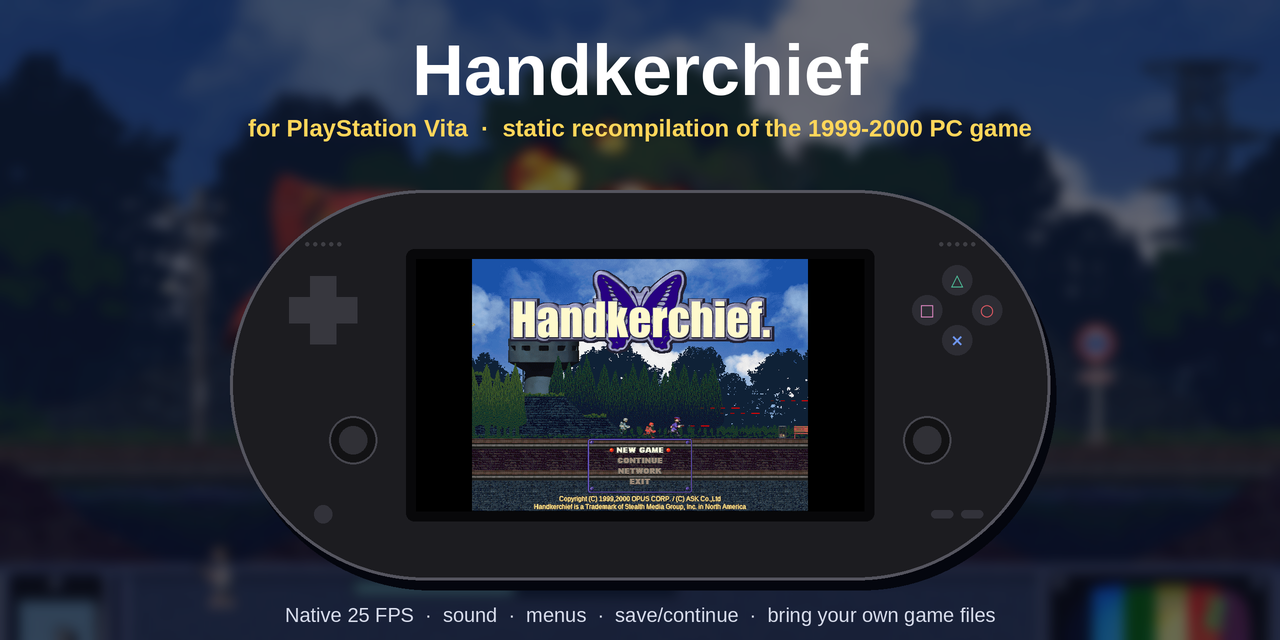 Handkerchief
for PlayStation Vita · static recompilation of the 1999-2000 PC game
Handkerchief.
NEW GAME
CONTINUE
NETWORK
EXIT
Copyright (C) 1999,2000 OPUS CORP. / (C) ASK Co.,Ltd
Handkerchief is a Trademark of Stealth Media Group, Inc. in North America
Native 25 FPS · sound · menus · save/continue · bring your own game files